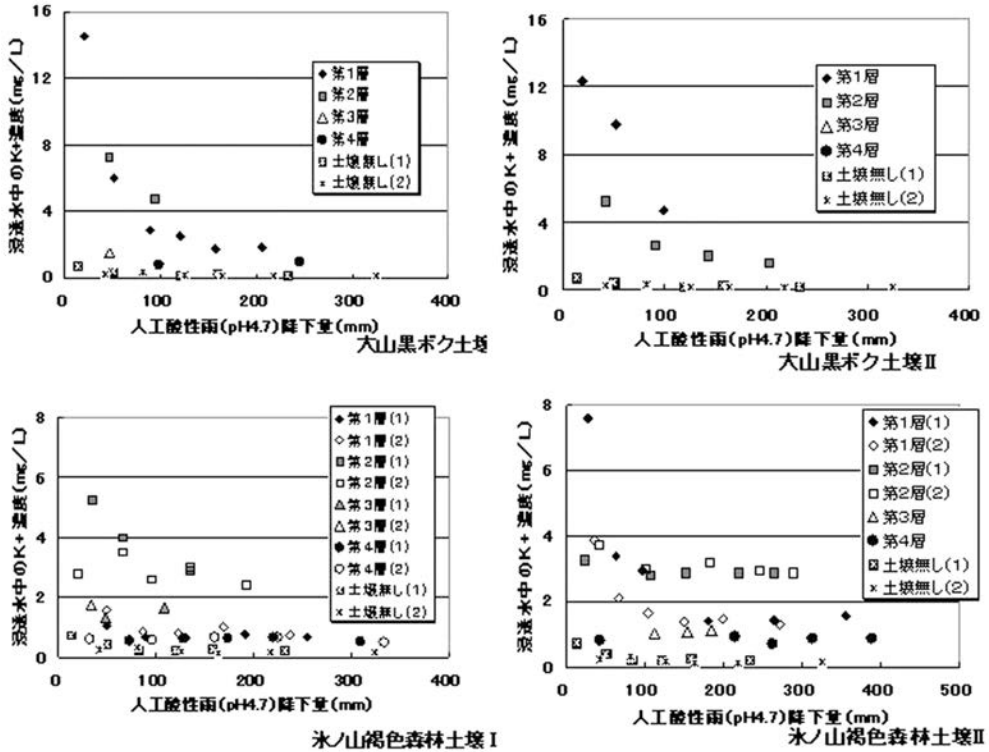 浸透水中のK+濃度(mg/L)
16
12
8
4
0
0 100 200 300 400
人工酸性雨(pH4.7)降下量(mm)
第1層
第2層
第3層
第4層
土壌無し(1)
土壌無し(2)
大山黒ボク土壌
浸透水中のK+濃度(mg/L)
16
12
8
4
0
0 100 200 300 400
人工酸性雨(pH4.7)降下量(mm)
第1層
第2層
第3層
第4層
土壌無し(1)
土壌無し(2)
大山黒ボク土壌II
浸透水中のK+濃度(mg/L)
8
6
4
2
0
0 100 200 300 400
人工酸性雨(pH4.7)降下量(mm)
第1層(1)
第1層(2)
第2層(1)
第2層(2)
第3層(1)
第3層(2)
第4層(1)
第4層(2)
土壌無し(1)
土壌無し(2)
氷ノ山褐色森林土壌I
浸透水中のK+濃度(mg/L)
8
6
4
2
0
0 100 200 300 400 500
人工酸性雨(pH4.7)降下量(mm)
第1層(1)
第1層(2)
第2層(1)
第2層(2)
第3層
第4層
土壌無し(1)
土壌無し(2)
氷ノ山褐色森林土壌II